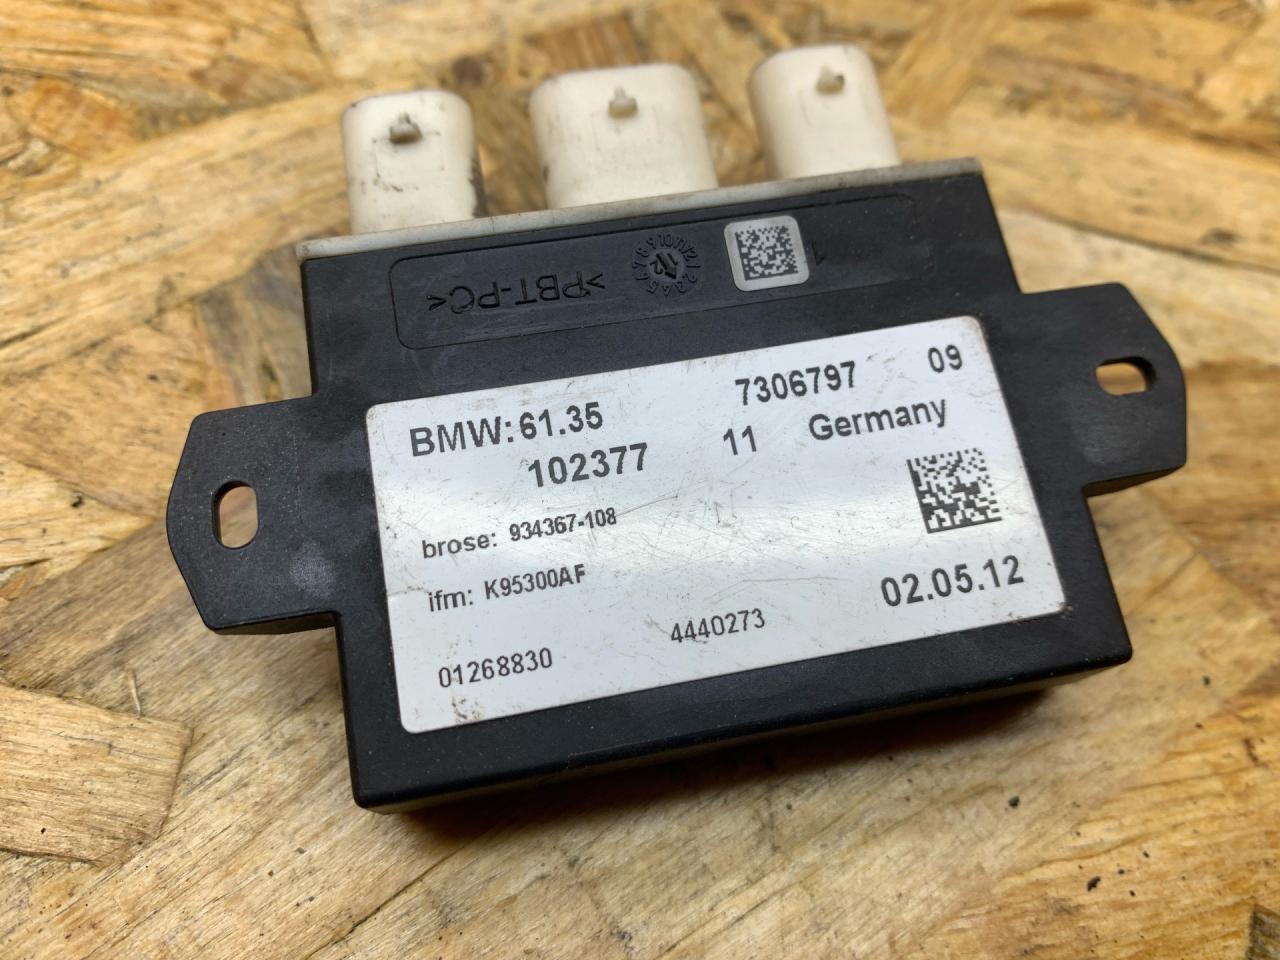 >PBT-PC<
BMW: 61.35 7306797 09
102377 11 Germany
brose: 934367-108
ifm: K95300AF
02.05.12
01268830 4440273